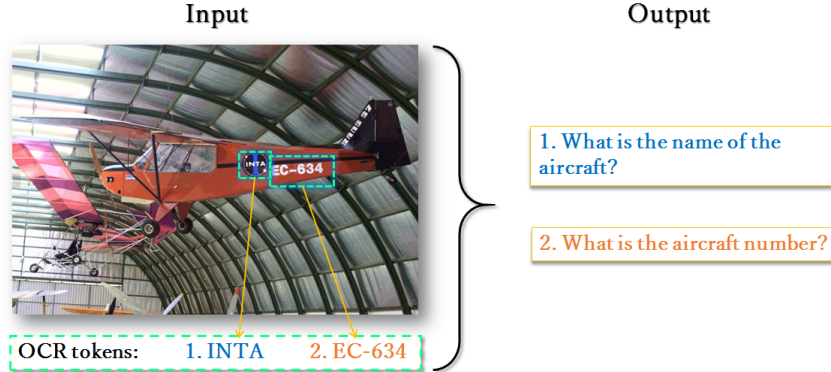 Input
Output
INTA
EC-634
1. What is the name of the
aircraft?
2. What is the aircraft number?
OCR tokens: 1. INTA 2. EC-634